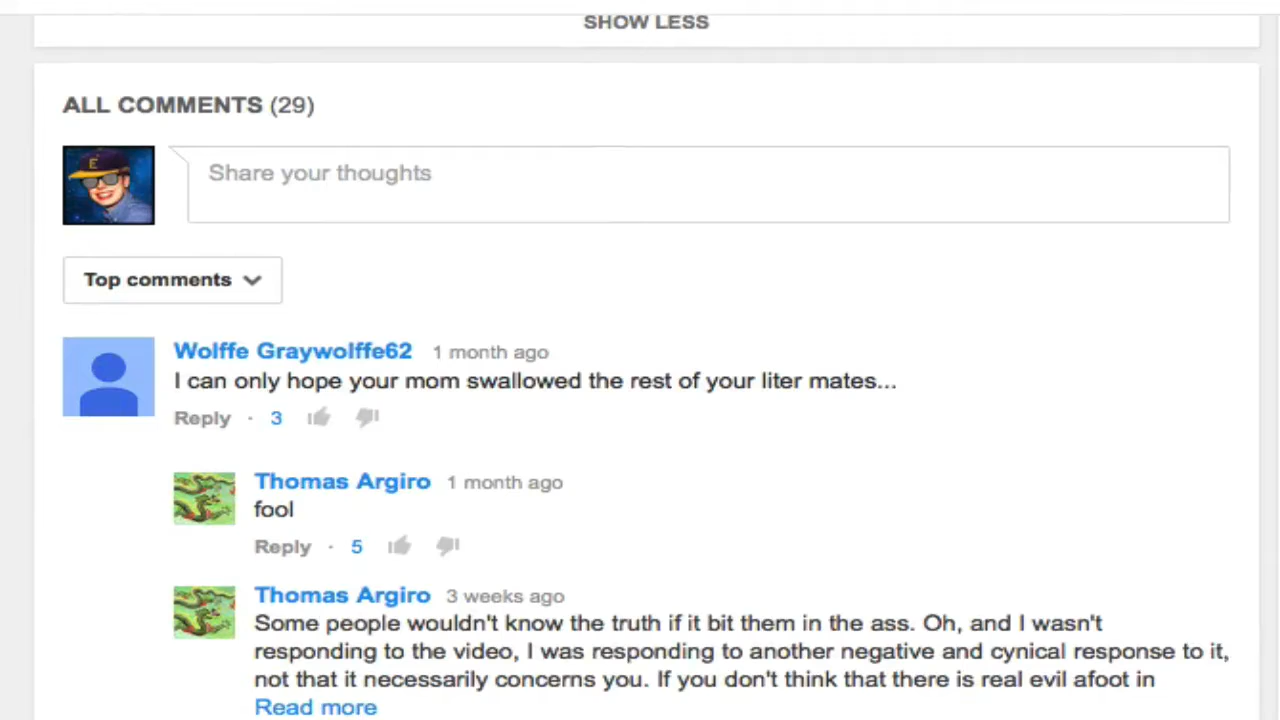 SHOW LESS
ALL COMMENTS (29)
E
Share your thoughts
Top comments
Wolffe Graywolffe62 1 month ago
I can only hope your mom swallowed the rest of your liter mates...
Reply · 3
Thomas Argiro 1 month ago
fool
Reply · 5
Thomas Argiro 3 weeks ago
Some people wouldn't know the truth if it bit them in the ass. Oh, and I wasn't
responding to the video, I was responding to another negative and cynical response to it,
not that it necessarily concerns you. If you don't think that there is real evil afoot in
Read more